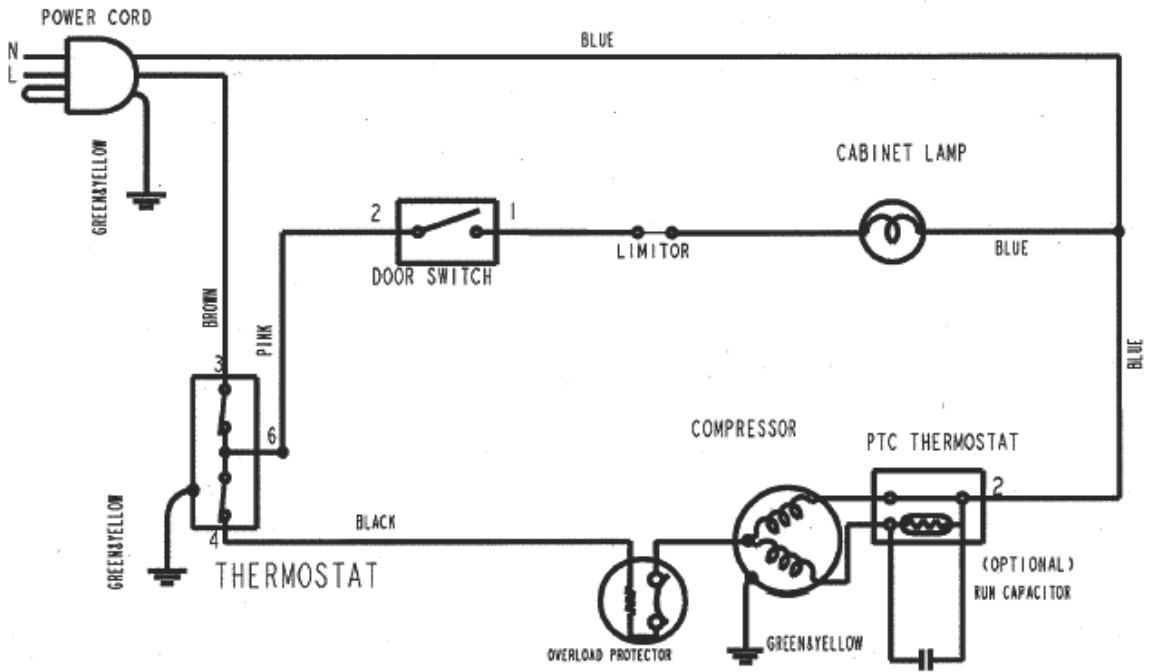 POWER CORD
N
L
BLUE
GREEN&YELLOW
CABINET LAMP
2
1
DOOR SWITCH
LIMITOR
BLUE
BROWN
PINK
3
6
BLUE
COMPRESSOR
PTC THERMOSTAT
2
GREEN&YELLOW
4
BLACK
THERMOSTAT
(OPTIONAL)
RUN CAPACITOR
OVERLOAD PROTECTOR
GREEN&YELLOW